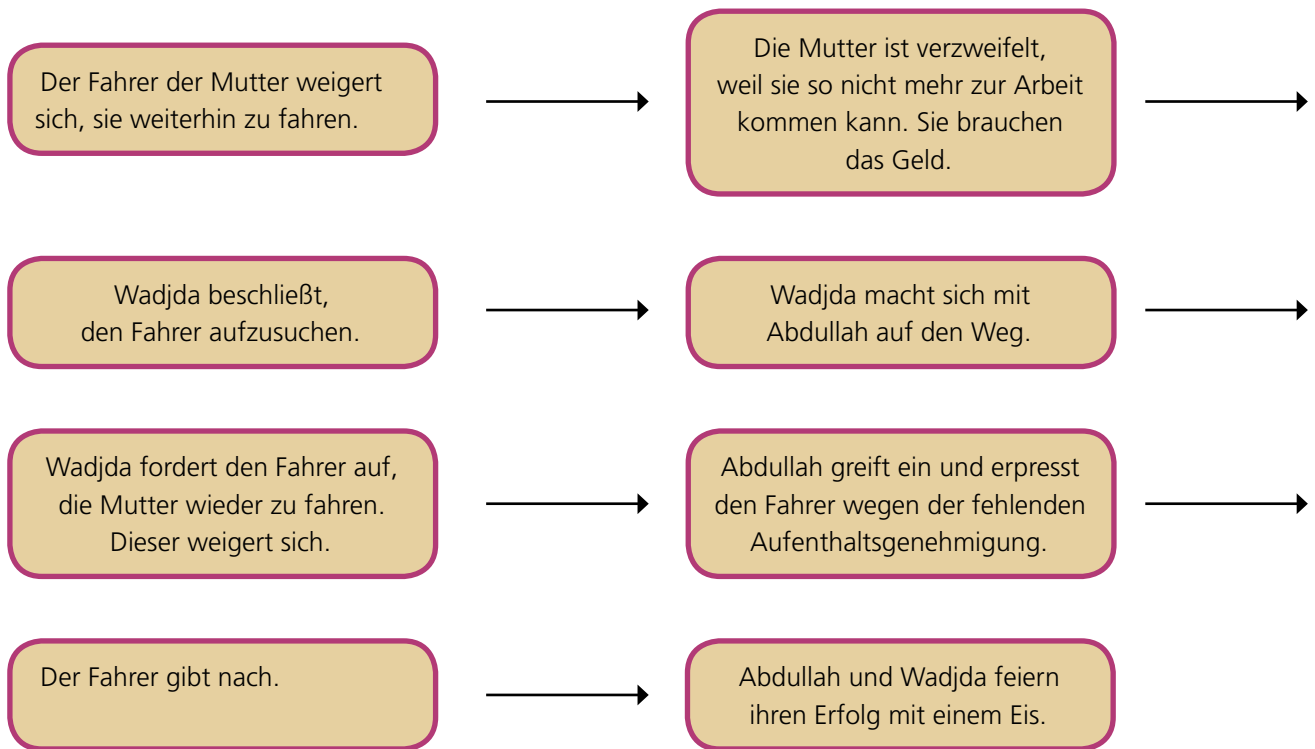 Der Fahrer der Mutter weigert
sich, sie weiterhin zu fahren.
Die Mutter ist verzweifelt,
weil sie so nicht mehr zur Arbeit
kommen kann. Sie brauchen
das Geld.
Wadjda beschließt,
den Fahrer aufzusuchen.
Wadjda macht sich mit
Abdullah auf den Weg.
Wadjda fordert den Fahrer auf,
die Mutter wieder zu fahren.
Dieser weigert sich.
Abdullah greift ein und erpresst
den Fahrer wegen der fehlenden
Aufenthaltsgenehmigung.
Der Fahrer gibt nach.
Abdullah und Wadjda feiern
ihren Erfolg mit einem Eis.